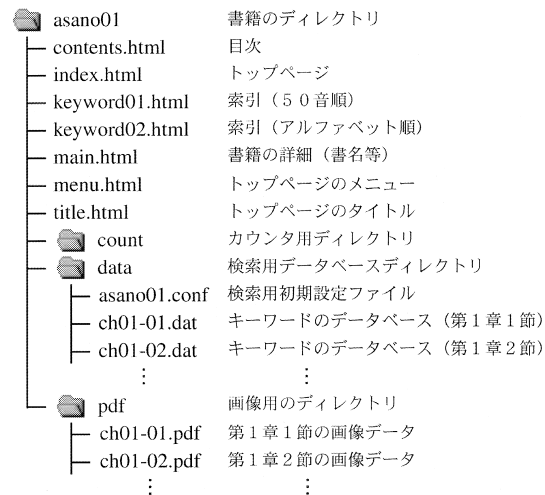 asano01 書籍のディレクトリ
contents.html 目次
index.html トップページ
keyword01.html 索引（５０音順）
keyword02.html 索引（アルファベット順）
main.html 書籍の詳細（書名等）
menu.html トップページのメニュー
title.html トップページのタイトル
count カウンタ用ディレクトリ
data 検索用データベースディレクトリ
asano01.conf 検索用初期設定ファイル
ch01-01.dat キーワードのデータベース（第１章１節）
ch01-02.dat キーワードのデータベース（第１章２節）
⋮ ⋮
pdf 画像用のディレクトリ
ch01-01.pdf 第１章１節の画像データ
ch01-02.pdf 第１章２節の画像データ
⋮ ⋮